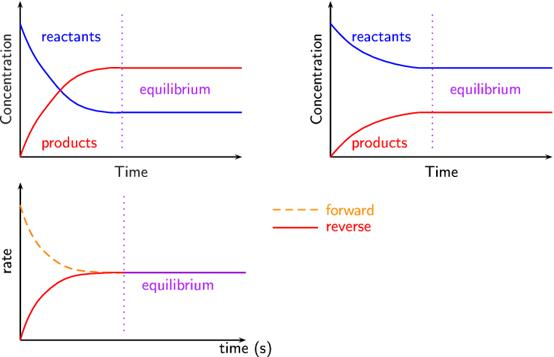 Concentration
reactants
equilibrium
products
Time
Concentration
reactants
equilibrium
products
Time
rate
equilibrium
time (s)
forward
reverse